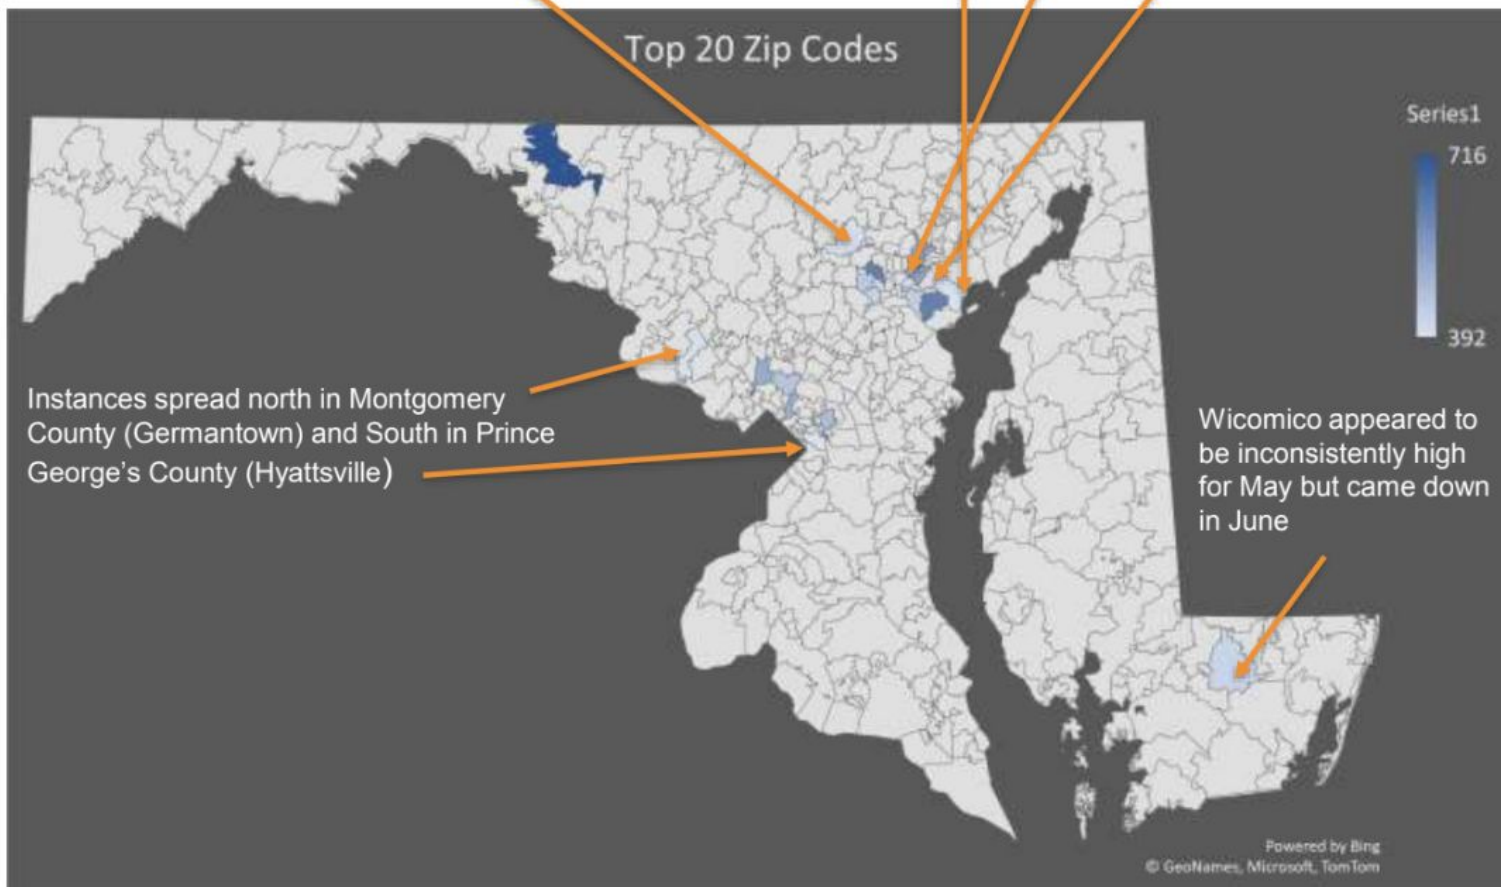 Top 20 Zip Codes
Series1
716
392
Instances spread north in Montgomery
County (Germantown) and South in Prince
George's County (Hyattsville)
Wicomico appeared to
be inconsistently high
for May but came down
in June
Powered by Bing
© GeoNames, Microsoft, TomTom